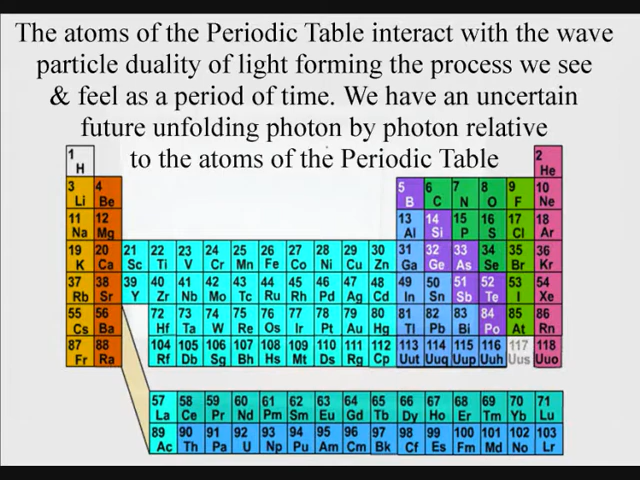 The atoms of the Periodic Table interact with the wave
particle duality of light forming the process we see
& feel as a period of time. We have an uncertain
future unfolding photon by photon relative
to the atoms of the Periodic Table
1 2
H He
3 4 5 6 7 8 9 10
Li Be B C N O F Ne
11 12 13 14 15 16 17 18
Na Mg Al Si P S Cl Ar
19 20 21 22 23 24 25 26 27 28 29 30 31 32 33 34 35 36
K Ca Sc Ti V Cr Mn Fe Co Ni Cu Zn Ga Ge As Se Br Kr
37 38 39 40 41 42 43 44 45 46 47 48 49 50 51 52 53 54
Rb Sr Y Zr Nb Mo Tc Ru Rh Pd Ag Cd In Sn Sb Te I Xe
55 56 72 73 74 75 76 77 78 79 80 81 82 83 84 85 86
Cs Ba Hf Ta W Re Os Ir Pt Au Hg Tl Pb Bi Po At Rn
87 88 104 105 106 107 108 109 110 111 112 113 114 115 116 117 118
Fr Ra Rf Db Sg Bh Hs Mt Ds Rg Cp Uut Uuq Uup Uuh Uus Uuo
57 58 59 60 61 62 63 64 65 66 67 68 69 70 71
La Ce Pr Nd Pm Sm Eu Gd Tb Dy Ho Er Tm Yb Lu
89 90 91 92 93 94 95 96 97 98 99 100 101 102 103
Ac Th Pa U Np Pu Am Cm Bk Cf Es Fm Md No Lr